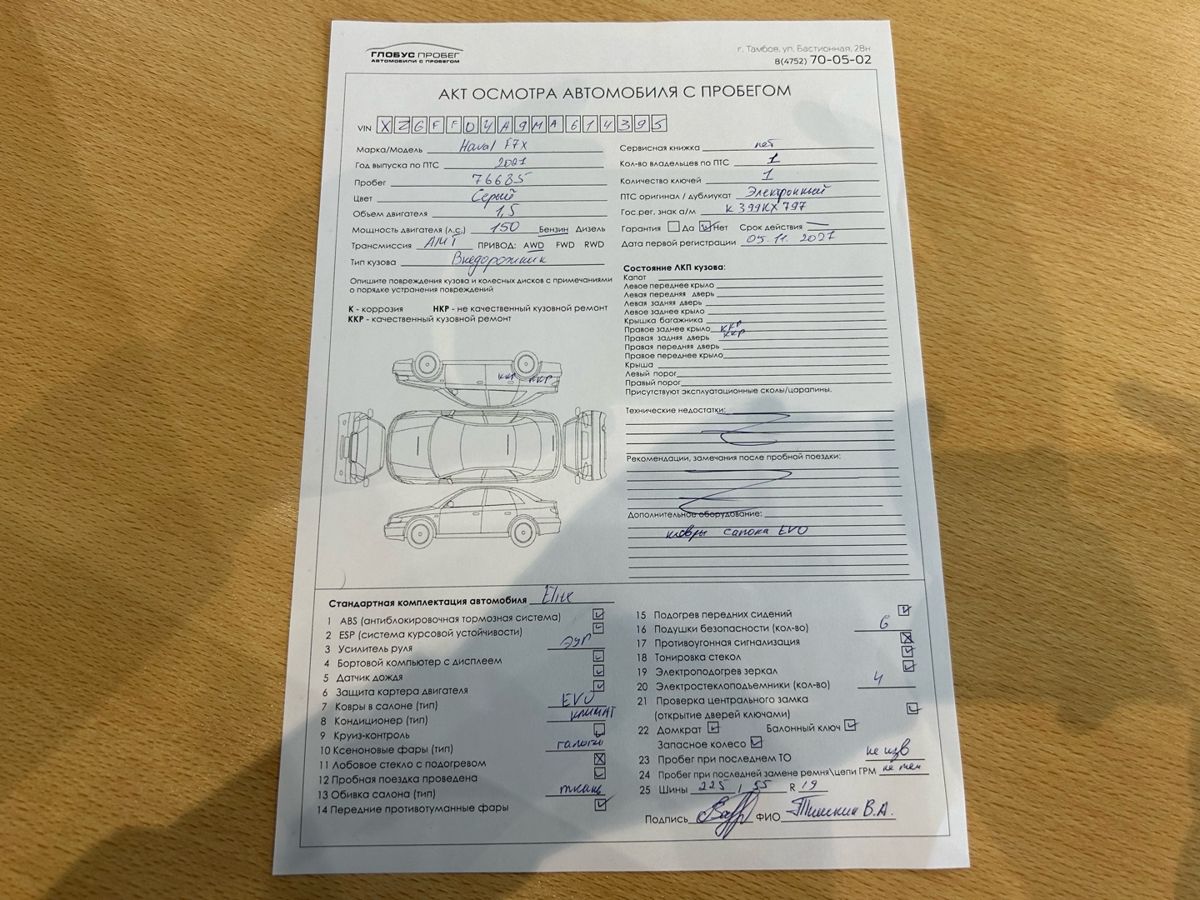 ГЛОБУС ПРОБЕГ
АВТОМОБИЛИ С ПРОБЕГОМ
г. Тамбов, ул. Бастионная, 28н
8(4752) 70-05-02
АКТ ОСМОТРА АВТОМОБИЛЯ С ПРОБЕГОМ
VIN XZGFFD4A9MA614395
Марка/Модель Haval F7X
Год выпуска по ПТС 2021
Пробег 76685
Цвет Серый
Объем двигателя 1,5
Мощность двигателя (л.с.) 150 Бензин Дизель
Трансмиссия АМТ ПРИВОД: AWD FWD RWD
Тип кузова Внедорожник
Опишите повреждения кузова и колесных дисков с примечаниями
о порядке устранения повреждений
К - коррозия НКР - не качественный кузовной ремонт
ККР - качественный кузовной ремонт
ккр ККР
Сервисная книжка нет
Кол-во владельцев по ПТС 1
Количество ключей 1
ПТС оригинал / дубликат Элекронный
Гос.рег. знак а/м К399КХ797
Гарантия Да Нет Срок действия —
Дата первой регистрации 05.11.2021
Состояние ЛКП кузова:
Капот
Левое переднее крыло
Левая передняя дверь
Левая задняя дверь
Левое заднее крыло
Крышка багажника
Правое заднее крыло ККР
Правая задняя дверь ККР
Правая передняя дверь
Правое переднее крыло
Крыша
Левый порог
Правый порог
Присутствуют эксплуатационные сколы/царапины.
Технические недостатки:
Рекомендации, замечания после пробной поездки:
Дополнительное оборудование:
салона EVO
Стандартная комплектация автомобиля Elite
1 ABS (антиблокировочная тормозная система)
2 ESP (система курсовой устойчивости)
3 Усилитель руля ЭУР
4 Бортовой компьютер с дисплеем
5 Датчик дождя
6 Защита картера двигателя
7 Ковры в салоне (тип) EVO
8 Кондиционер (тип) климат
9 Круиз-контроль
10 Ксеноновые фары (тип) галоген
11 Лобовое стекло с подогревом
12 Пробная поездка проведена
13 Обивка салона (тип) ткань
14 Передние противотуманные фары
15 Подогрев передних сидений
16 Подушки безопасности (кол-во) 6
17 Противоугонная сигнализация
18 Тонировка стекол
19 Электроподогрев зеркал
20 Электростеклоподъемники (кол-во) 4
21 Проверка центрального замка
(открытие дверей ключами)
22 Домкрат Балонный ключ
Запасное колесо
23 Пробег при последнем ТО не изв
24 Пробег при последней замене ремня\цепи ГРМ не мен
25 Шины 225 / 55 R 19
Подпись ФИО В.А.